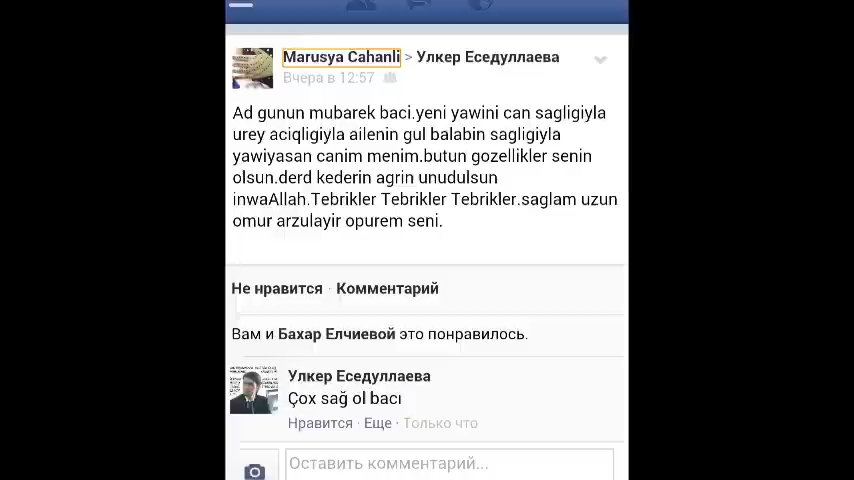 Marusya Cahanli > Улкер Еседуллаева
Вчера в 12:57
Ad gunun mubarek baci.yeni yawini can sagligiyla
urey aciqligiyla ailenin gul balabin sagligiyla
yawiyasan canim menim.butun gozellikler senin
olsun.derd kederin agrin unudulsun
inwaAllah.Tebrikler Tebrikler Tebrikler.saglam uzun
omur arzulayir opurem seni.
Не нравится · Комментарий
Вам и Бахар Елчиевой это понравилось.
Улкер Еседуллаева
Çox sağ ol bacı
Нравится · Еще · Только что
Оставить комментарий...